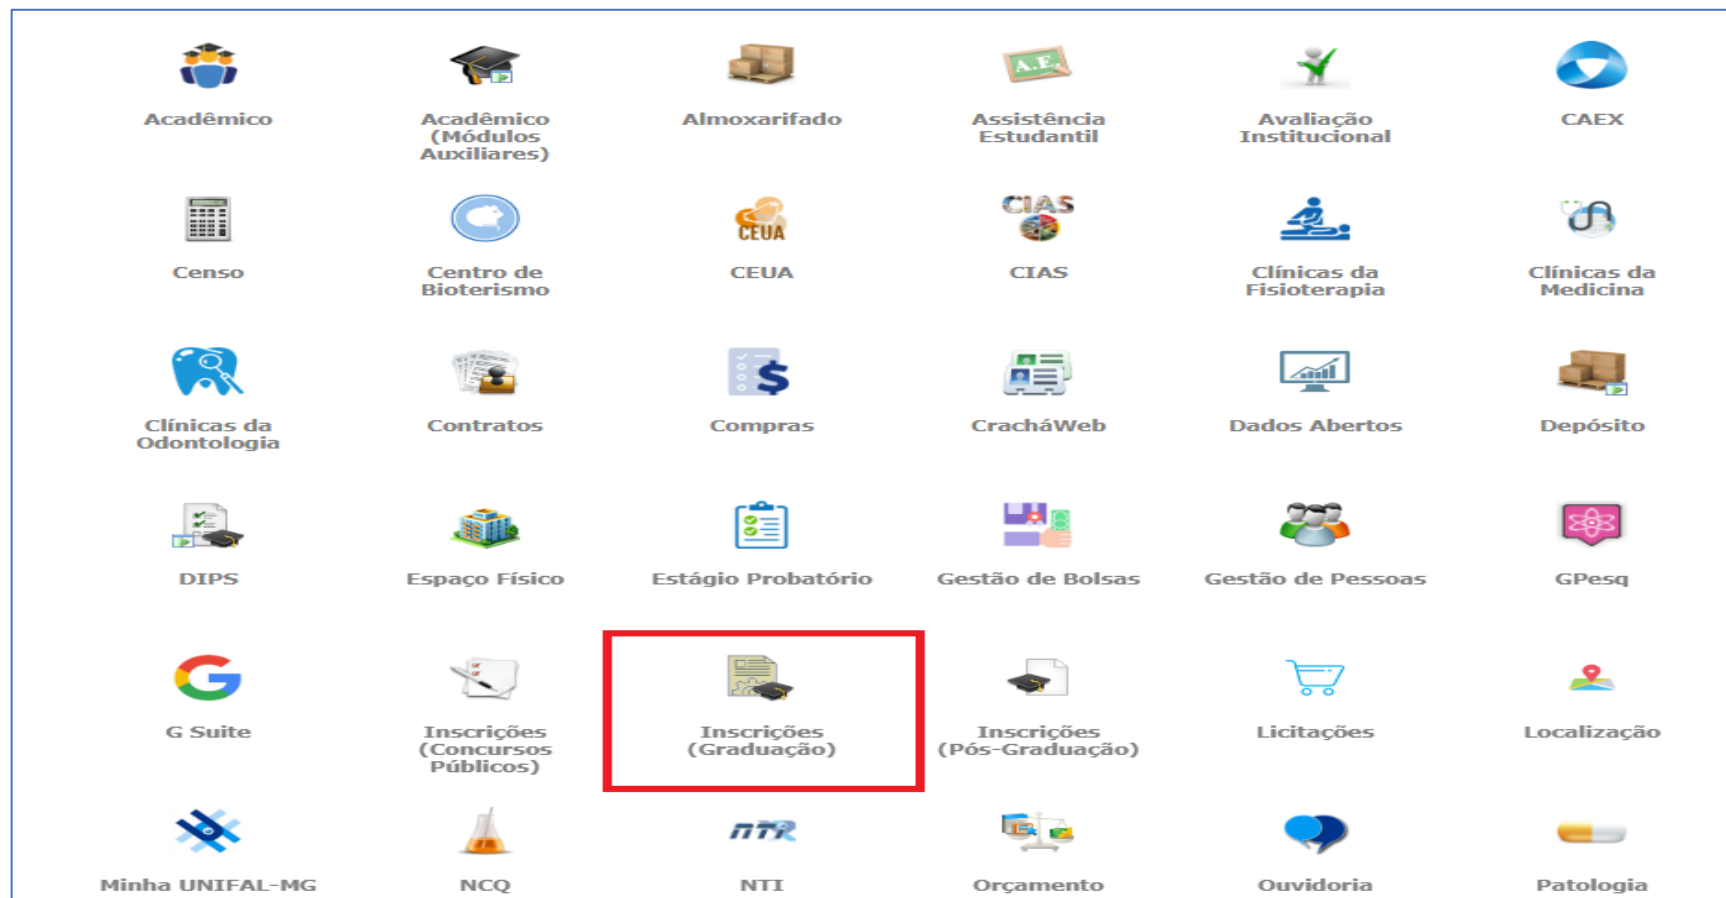 A.E.
Acadêmico
Acadêmico
(Módulos
Auxiliares)
Almoxarifado
Assistência
Estudantil
Avaliação
Institucional
CAEX
CEUA
CIAS
Censo
Centro de
Bioterismo
CEUA
CIAS
Clínicas da
Fisioterapia
Clínicas da
Medicina
$
Clínicas da
Odontologia
Contratos
Compras
CracháWeb
Dados Abertos
Depósito
DIPS
Espaço Físico
Estágio Probatório
Gestão de Bolsas
Gestão de Pessoas
GPesq
G
G Suite
Inscrições
(Concursos
Públicos)
Inscrições
(Graduação)
Inscrições
(Pós-Graduação)
Licitações
Localização
Minha UNIFAL-MG
NCQ
NTI
Orçamento
Ouvidoria
Patologia